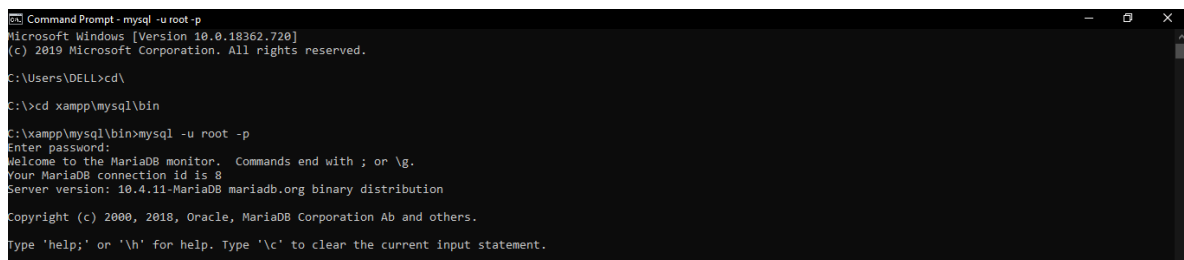 Command Prompt - mysql -u root -p
Microsoft Windows [Version 10.0.18362.720]
(c) 2019 Microsoft Corporation. All rights reserved.
C:\Users\DELL>cd\
C:\>cd xampp\mysql\bin
C:\xampp\mysql\bin>mysql -u root -p
Enter password:
Welcome to the MariaDB monitor.  Commands end with ; or \g.
Your MariaDB connection id is 8
Server version: 10.4.11-MariaDB mariadb.org binary distribution
Copyright (c) 2000, 2018, Oracle, MariaDB Corporation Ab and others.
Type 'help;' or '\h' for help. Type '\c' to clear the current input statement.